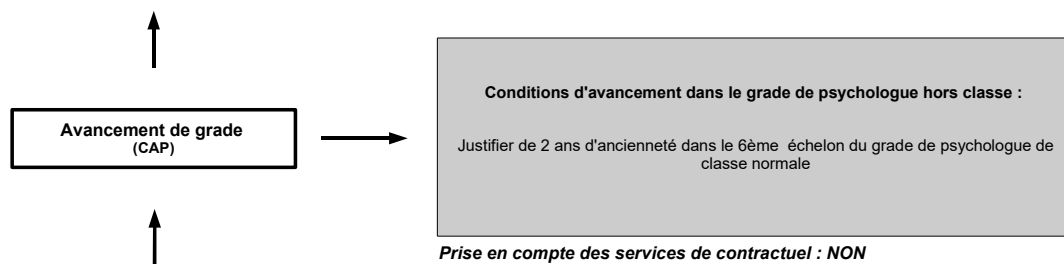 Avancement de grade
(CAP)
Conditions d'avancement dans le grade de psychologue hors classe :
Justifier de 2 ans d'ancienneté dans le 6ème échelon du grade de psychologue de
classe normale
Prise en compte des services de contractuel : NON